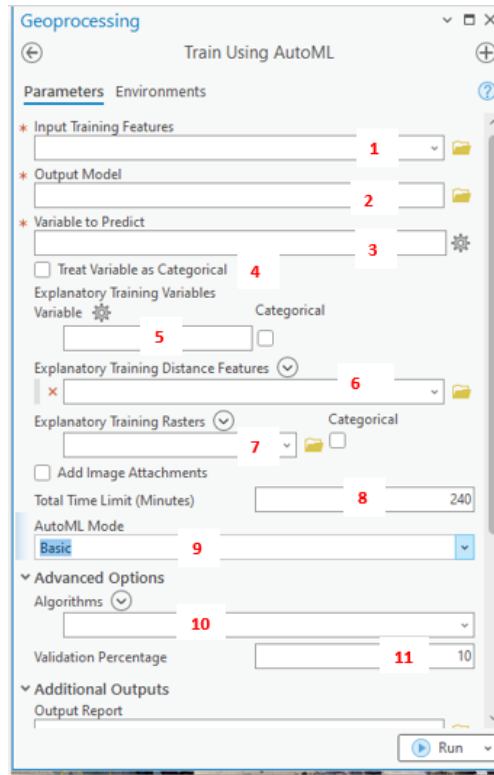 Geoprocessing
Train Using AutoML
Parameters Environments
* Input Training Features
1
* Output Model
2
* Variable to Predict
3
Treat Variable as Categorical 4
Explanatory Training Variables
Variable Categorical
5
Explanatory Training Distance Features
6
Explanatory Training Rasters Categorical
7
Add Image Attachments
Total Time Limit (Minutes) 8 240
AutoML Mode
Basic 9
Advanced Options
Algorithms
10
Validation Percentage 11 10
Additional Outputs
Output Report
Run